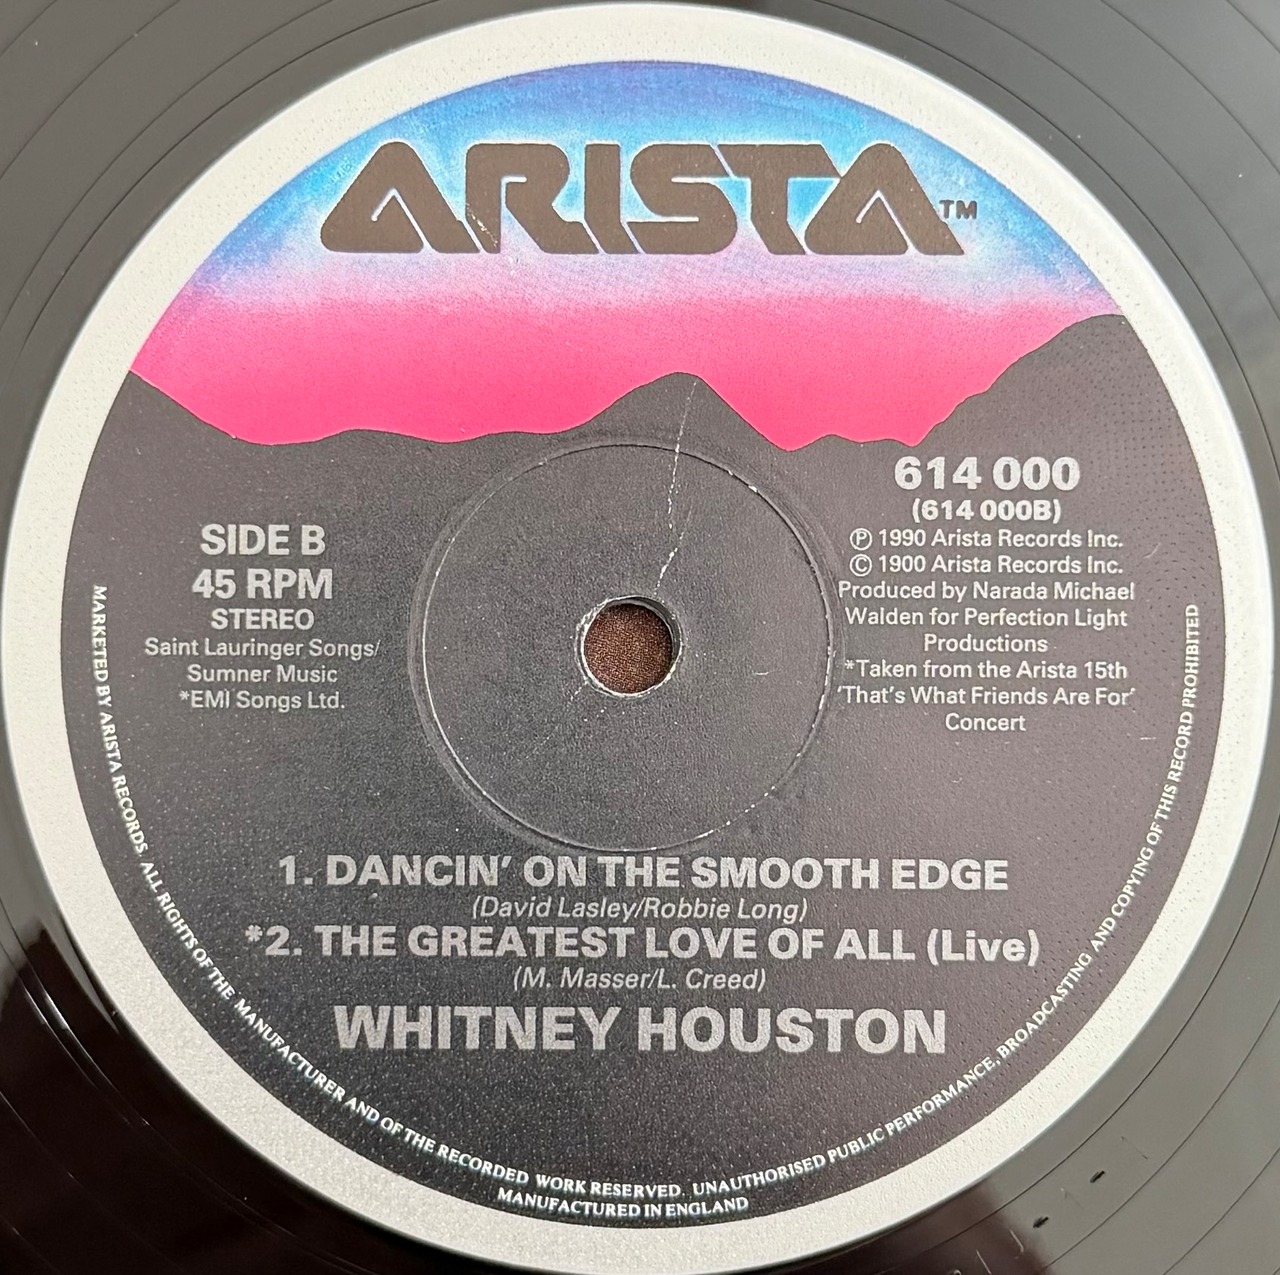 ARISTA™
614 000
(614 000B)
℗ 1990 Arista Records Inc.
© 1900 Arista Records Inc.
Produced by Narada Michael
Walden for Perfection Light
Productions
*Taken from the Arista 15th
'That's What Friends Are For'
Concert
SIDE B
45 RPM
STEREO
Saint Lauringer Songs/
Sumner Music
*EMI Songs Ltd.
1. DANCIN' ON THE SMOOTH EDGE
(David Lasley/Robbie Long)
*2. THE GREATEST LOVE OF ALL (Live)
(M. Masser/L. Creed)
WHITNEY HOUSTON
MARKETED BY ARISTA RECORDS. ALL RIGHTS OF THE MANUFACTURER AND OF THE RECORDED WORK RESERVED. UNAUTHORISED PUBLIC PERFORMANCE, BROADCASTING AND COPYING OF THIS RECORD PROHIBITED
MANUFACTURED IN ENGLAND